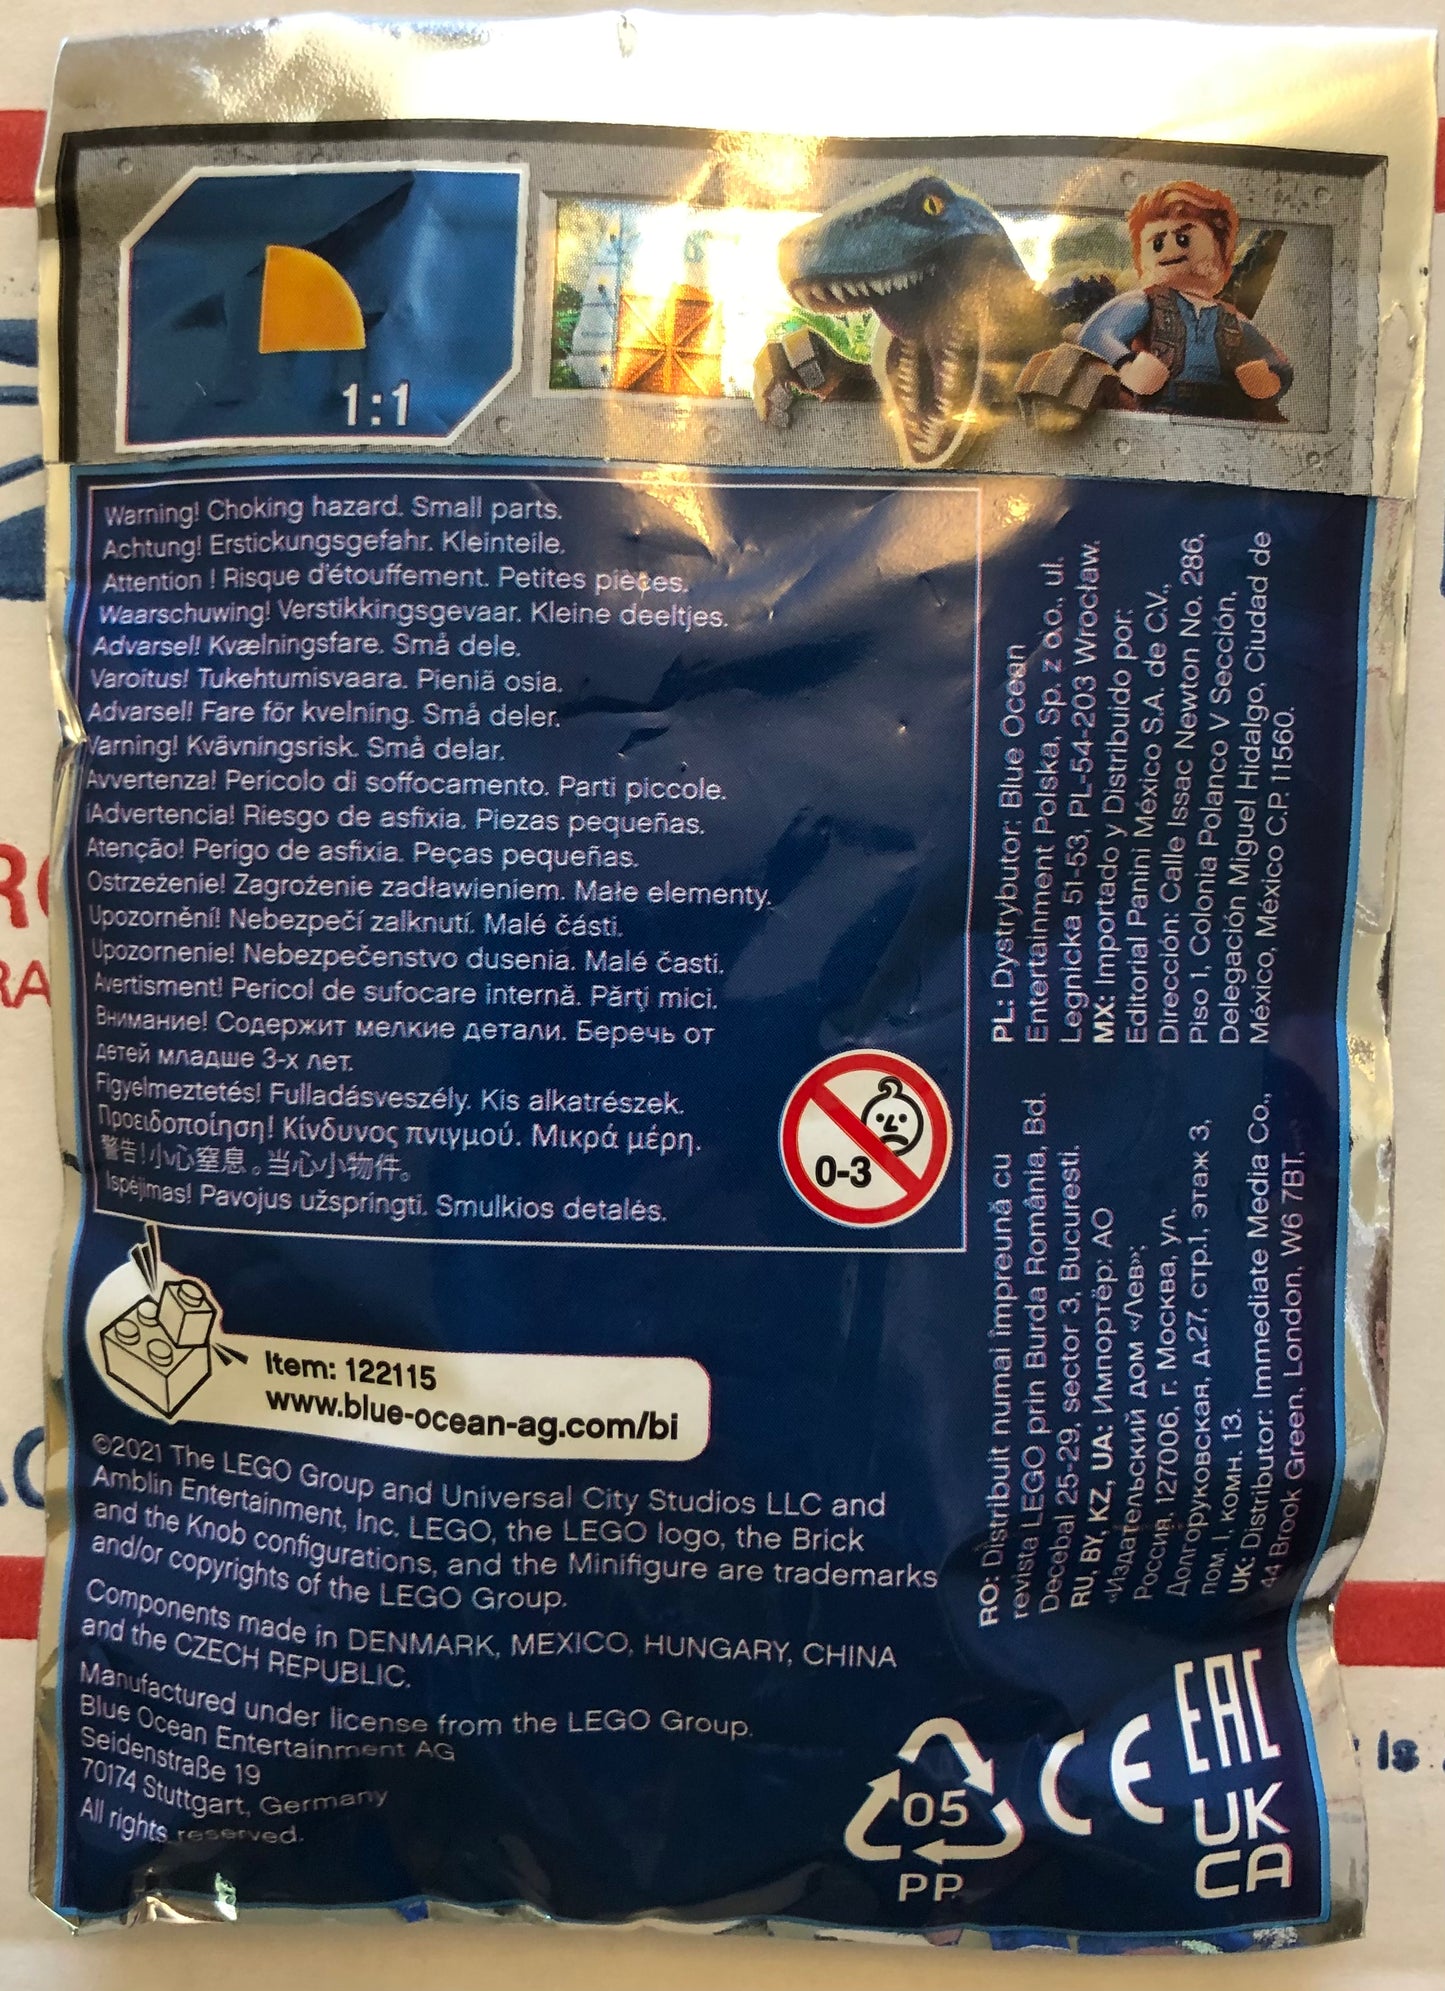 1:1
Warning! Choking hazard. Small parts.
Achtung! Erstickungsgefahr. Kleinteile.
Attention ! Risque d'étouffement. Petites pièces.
Waarschuwing! Verstikkingsgevaar. Kleine deeltjes.
Advarsel! Kvælningsfare. Små dele.
Varoitus! Tukehtumisvaara. Pieniä osia.
Advarsel! Fare för kvelning. Små deler.
Varning! Kvävningsrisk. Små delar.
Avvertenza! Pericolo di soffocamento. Parti piccole.
¡Advertencia! Riesgo de asfixia. Piezas pequeñas.
Atenção! Perigo de asfixia. Peças pequeñas.
Ostrzeżenie! Zagrożenie zadławieniem. Małe elementy.
Upozornění! Nebezpečí zalknutí. Malé části.
Upozornenie! Nebezpečenstvo dusenia. Malé časti.
Avertisment! Pericol de sufocare internă. Părți mici.
Внимание! Содержит мелкие детали. Беречь от
детей младше 3-х лет.
Figyelmeztetés! Fulladásveszély. Kis alkatrészek.
Προειδοποίηση! Κίνδυνος πνιγμού. Μικρά μέρη.
警告!小心窒息。当心小物件。
Įspėjimas! Pavojus užspringti. Smulkios detalės.
0-3
Item: 122115
www.blue-ocean-ag.com/bi
©2021 The LEGO Group and Universal City Studios LLC and
Amblin Entertainment, Inc. LEGO, the LEGO logo, the Brick
and the Knob configurations, and the Minifigure are trademarks
and/or copyrights of the LEGO Group.
Components made in DENMARK, MEXICO, HUNGARY, CHINA
and the CZECH REPUBLIC.
Manufactured under license from the LEGO Group.
Blue Ocean Entertainment AG
Seidenstraße 19
70174 Stuttgart, Germany
All rights reserved.
PL: Dystrybutor: Blue Ocean
Entertainment Polska, Sp. z o.o., ul.
Legnicka 51-53, PL-54-203 Wrocław.
MX: Importado y Distribuido por:
Editorial Panini México S.A. de C.V.,
Dirección: Calle Issac Newton No. 286,
Piso 1, Colonia Polanco V Sección,
Delegación Miguel Hidalgo, Ciudad de
México, México C.P. 11560.
RO: Distribuit numai împreună cu
revista LEGO prin Burda România, Bd.
Decebal 25-29, sector 3, Bucuresti.
RU, BY, KZ, UA: Импортёр: АО
«Издательский дом «Лев»;
Россия, 127006, г. Москва, ул.
Долгоруковская, д.27, стр.1, этаж 3,
пом. I, комн. 13.
UK: Distributor: Immediate Media Co.,
44 Brook Green, London, W6 7BT.
05
PP
CE
EAC
UK
CA